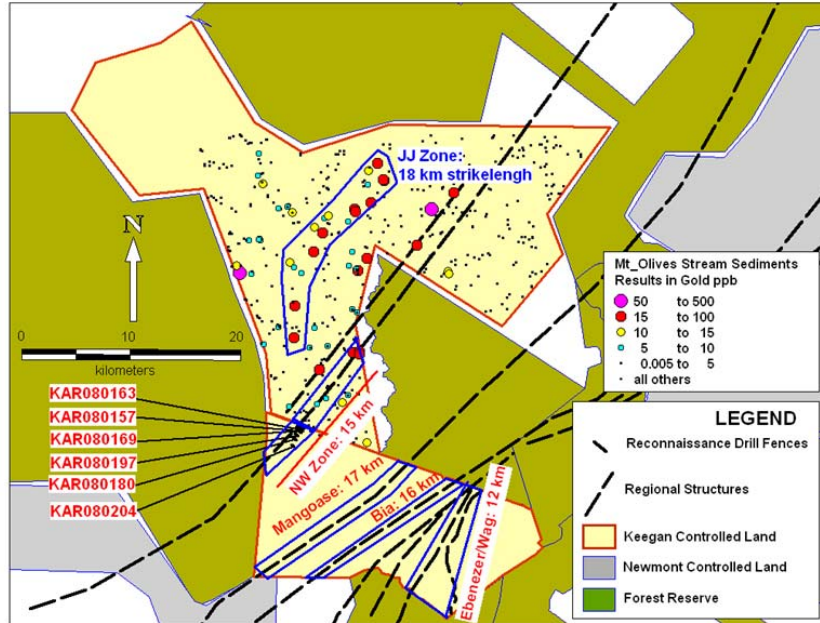 JJ Zone:
18 km strikelengh
N
0 10 20
kilometers
KAR080163
KAR080157
KAR080169
KAR080197
KAR080180
KAR080204
NW Zone: 15 km
Mangoase: 17 km
Bia: 16 km
Ebenezer/Wag: 12 km
Mt_Olives Stream Sediments
Results in Gold ppb
50 to 500
15 to 100
10 to 15
5 to 10
0.005 to 5
all others
LEGEND
Reconnaissance Drill Fences
Regional Structures
Keegan Controlled Land
Newmont Controlled Land
Forest Reserve